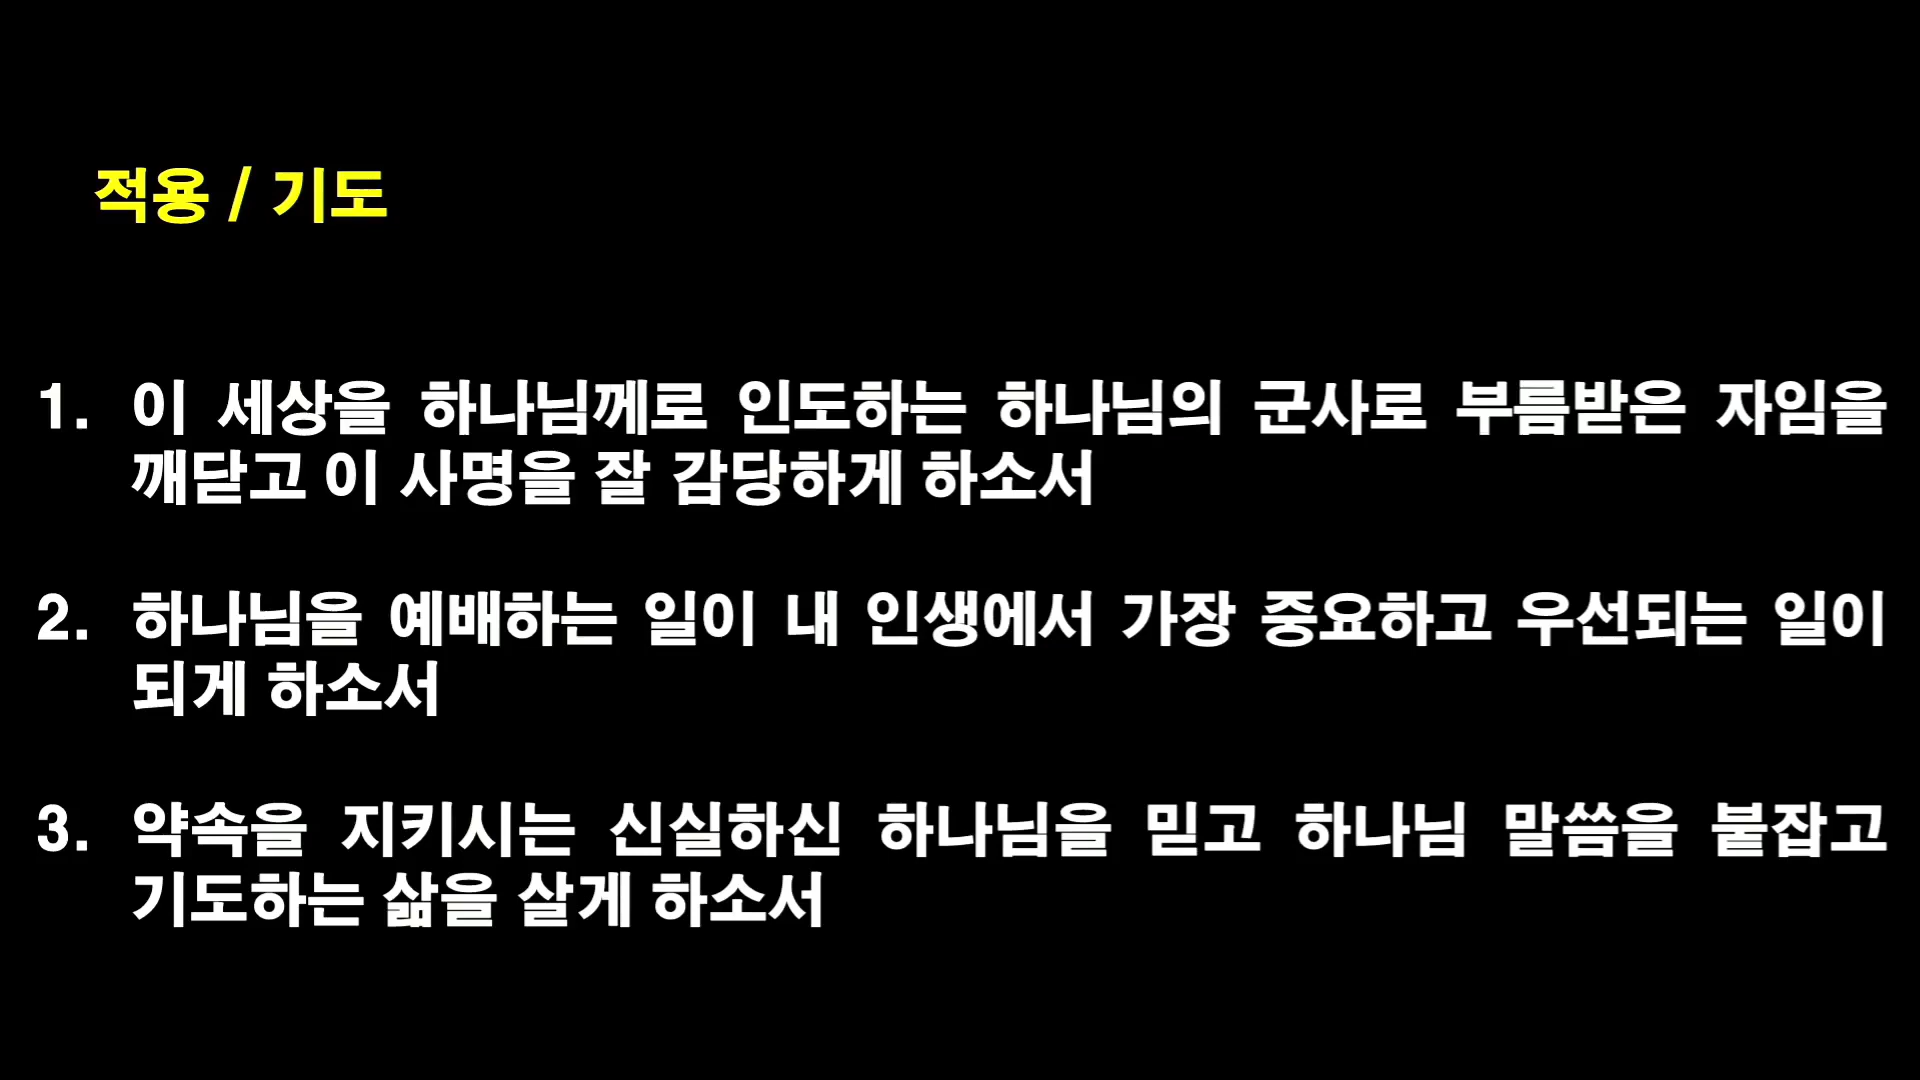 적용 / 기도
1. 이 세상을 하나님께로 인도하는 하나님의 군사로 부름받은 자임을
깨닫고 이 사명을 잘 감당하게 하소서
2. 하나님을 예배하는 일이 내 인생에서 가장 중요하고 우선되는 일이
되게 하소서
3. 약속을 지키시는 신실하신 하나님을 믿고 하나님 말씀을 붙잡고
기도하는 삶을 살게 하소서